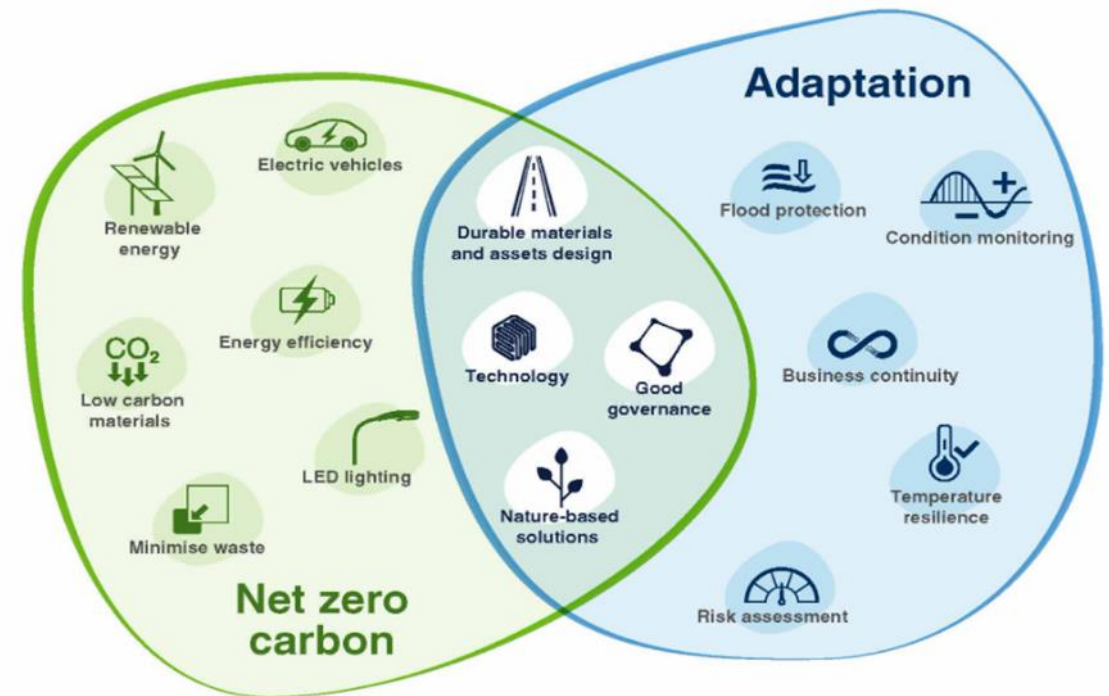 Adaptation
Electric vehicles
Renewable
energy
Energy efficiency
CO₂
Low carbon
materials
LED lighting
Minimise waste
Net zero
carbon
Durable materials
and assets design
Technology
Good
governance
Nature-based
solutions
Flood protection
Condition monitoring
Business continuity
Temperature
resilience
Risk assessment